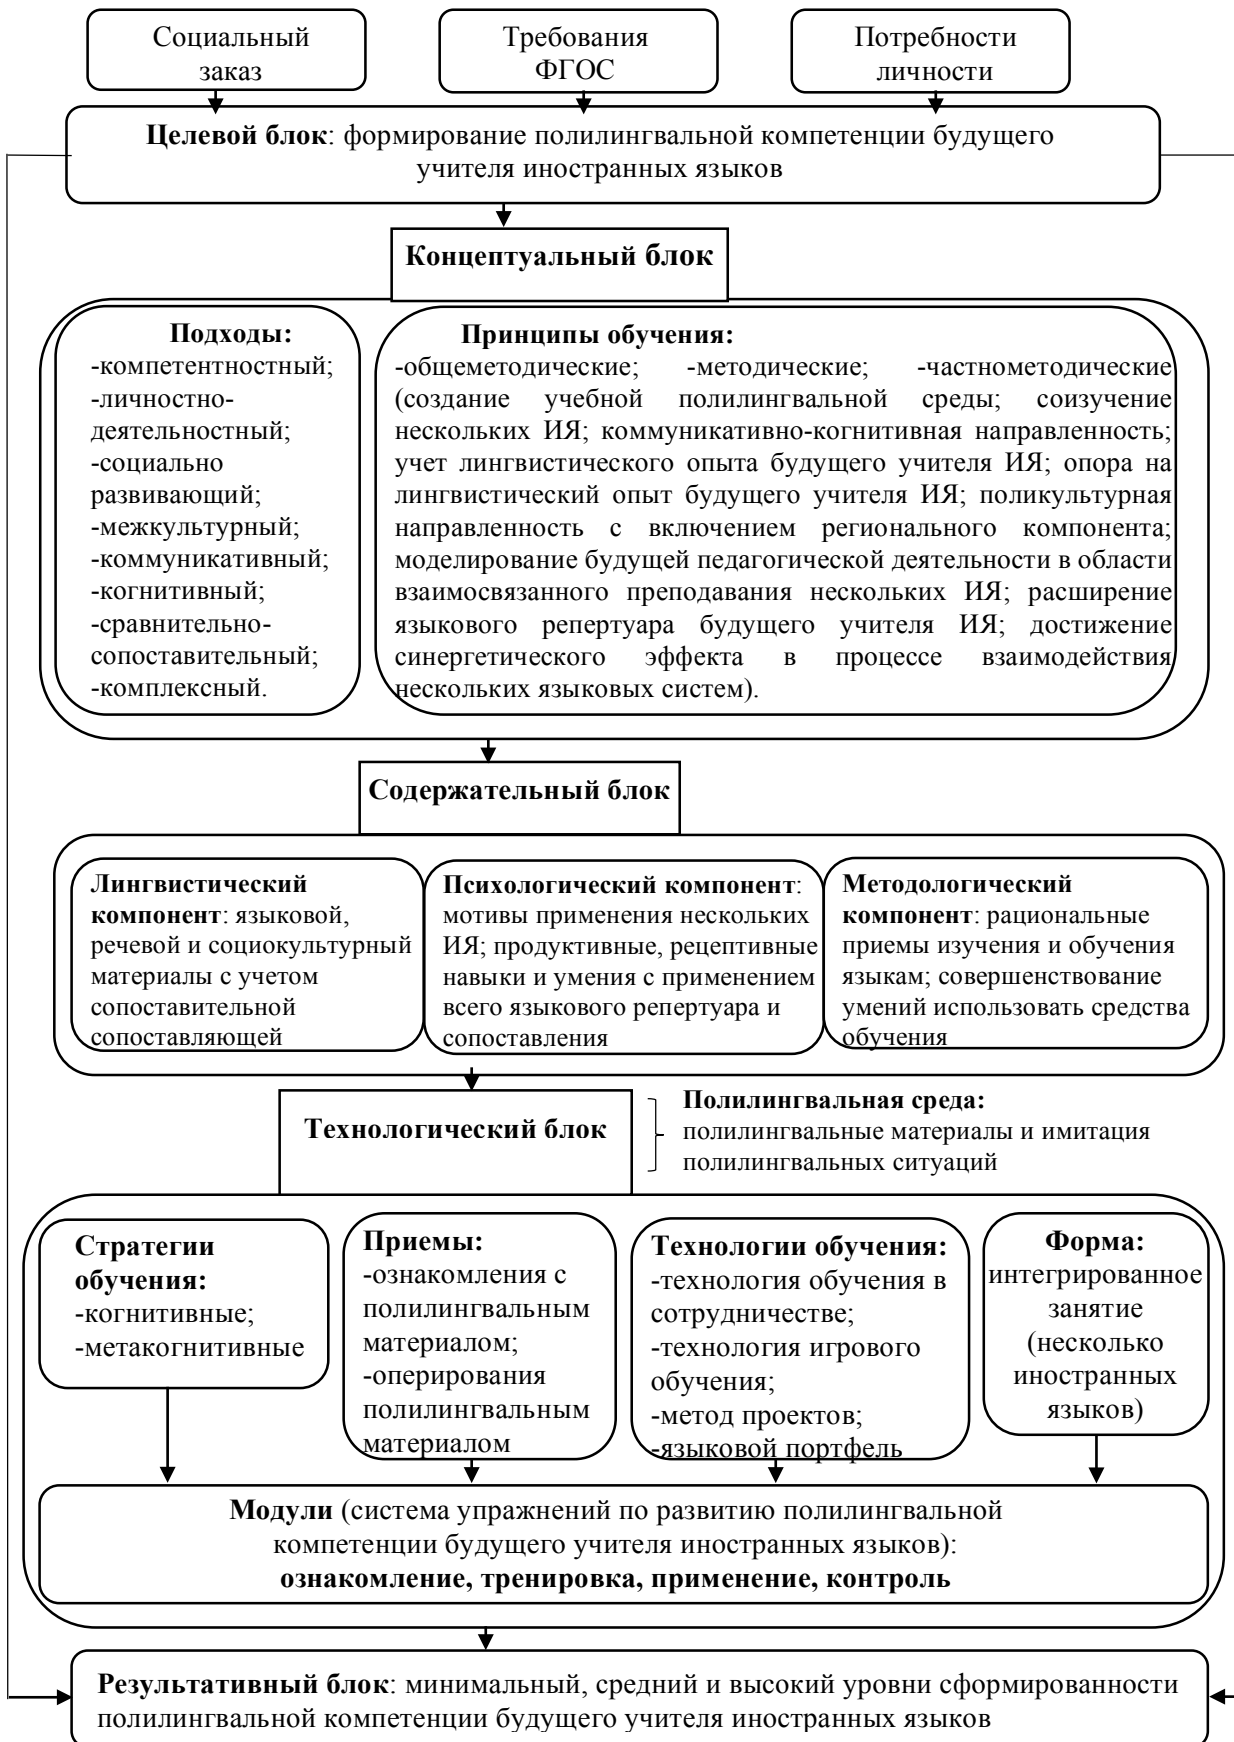 Социальный
заказ
Требования
ФГОС
Потребности
личности
Целевой блок: формирование полилингвальной компетенции будущего
учителя иностранных языков
Концептуальный блок
Подходы:
-компетентностный;
-личностно-
деятельностный;
-социально
развивающий;
-межкультурный;
-коммуникативный;
-когнитивный;
-сравнительно-
сопоставительный;
-комплексный.
Принципы обучения:
-общеметодические; -методические; -частнометодические
(создание учебной полилингвальной среды; соизучение
нескольких ИЯ; коммуникативно-когнитивная направленность;
учет лингвистического опыта будущего учителя ИЯ; опора на
лингвистический опыт будущего учителя ИЯ; поликультурная
направленность с включением регионального компонента;
моделирование будущей педагогической деятельности в области
взаимосвязанного преподавания нескольких ИЯ; расширение
языкового репертуара будущего учителя ИЯ; достижение
синергетического эффекта в процессе взаимодействия
нескольких языковых систем).
Содержательный блок
Лингвистический
компонент: языковой,
речевой и социокультурный
материалы с учетом
сопоставительной
сопоставляющей
Психологический компонент:
мотивы применения нескольких
ИЯ; продуктивные, рецептивные
навыки и умения с применением
всего языкового репертуара и
сопоставления
Методологический
компонент: рациональные
приемы изучения и обучения
языкам; совершенствование
умений использовать средства
обучения
Технологический блок
Полилингвальная среда:
полилингвальные материалы и имитация
полилингвальных ситуаций
Стратегии
обучения:
-когнитивные;
-метакогнитивные
Приемы:
-ознакомления с
полилингвальным
материалом;
-оперирования
полилингвальным
материалом
Технологии обучения:
-технология обучения в
сотрудничестве;
-технология игрового
обучения;
-метод проектов;
-языковой портфель
Форма:
интегрированное
занятие
(несколько
иностранных
языков)
Модули (система упражнений по развитию полилингвальной
компетенции будущего учителя иностранных языков):
ознакомление, тренировка, применение, контроль
Результативный блок: минимальный, средний и высокий уровни сформированности
полилингвальной компетенции будущего учителя иностранных языков